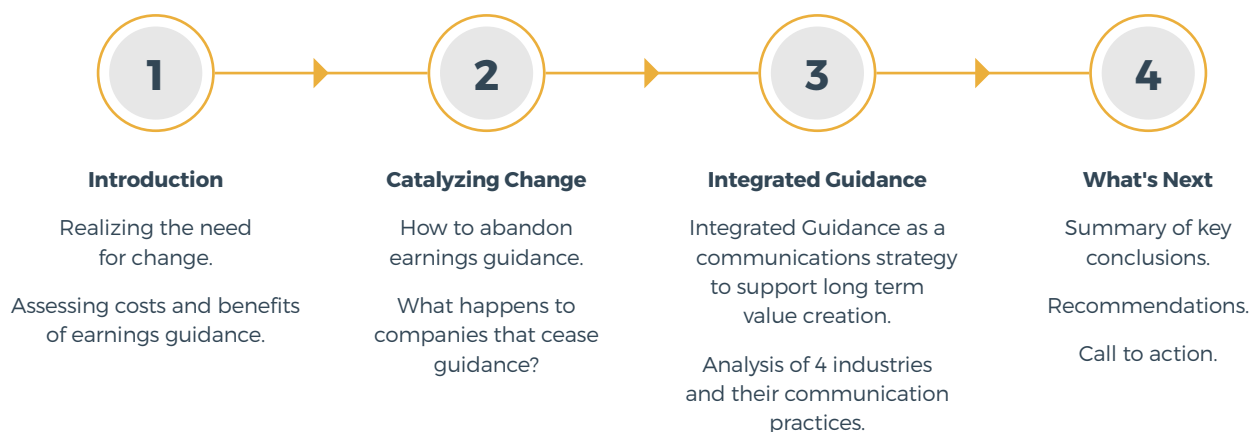 1
2
3
4
Introduction
Realizing the need
for change.
Assessing costs and benefits
of earnings guidance.
Catalyzing Change
How to abandon
earnings guidance.
What happens to
companies that cease
guidance?
Integrated Guidance
Integrated Guidance as a
communications strategy
to support long term
value creation.
Analysis of 4 industries
and their communication
practices.
What's Next
Summary of key
conclusions.
Recommendations.
Call to action.